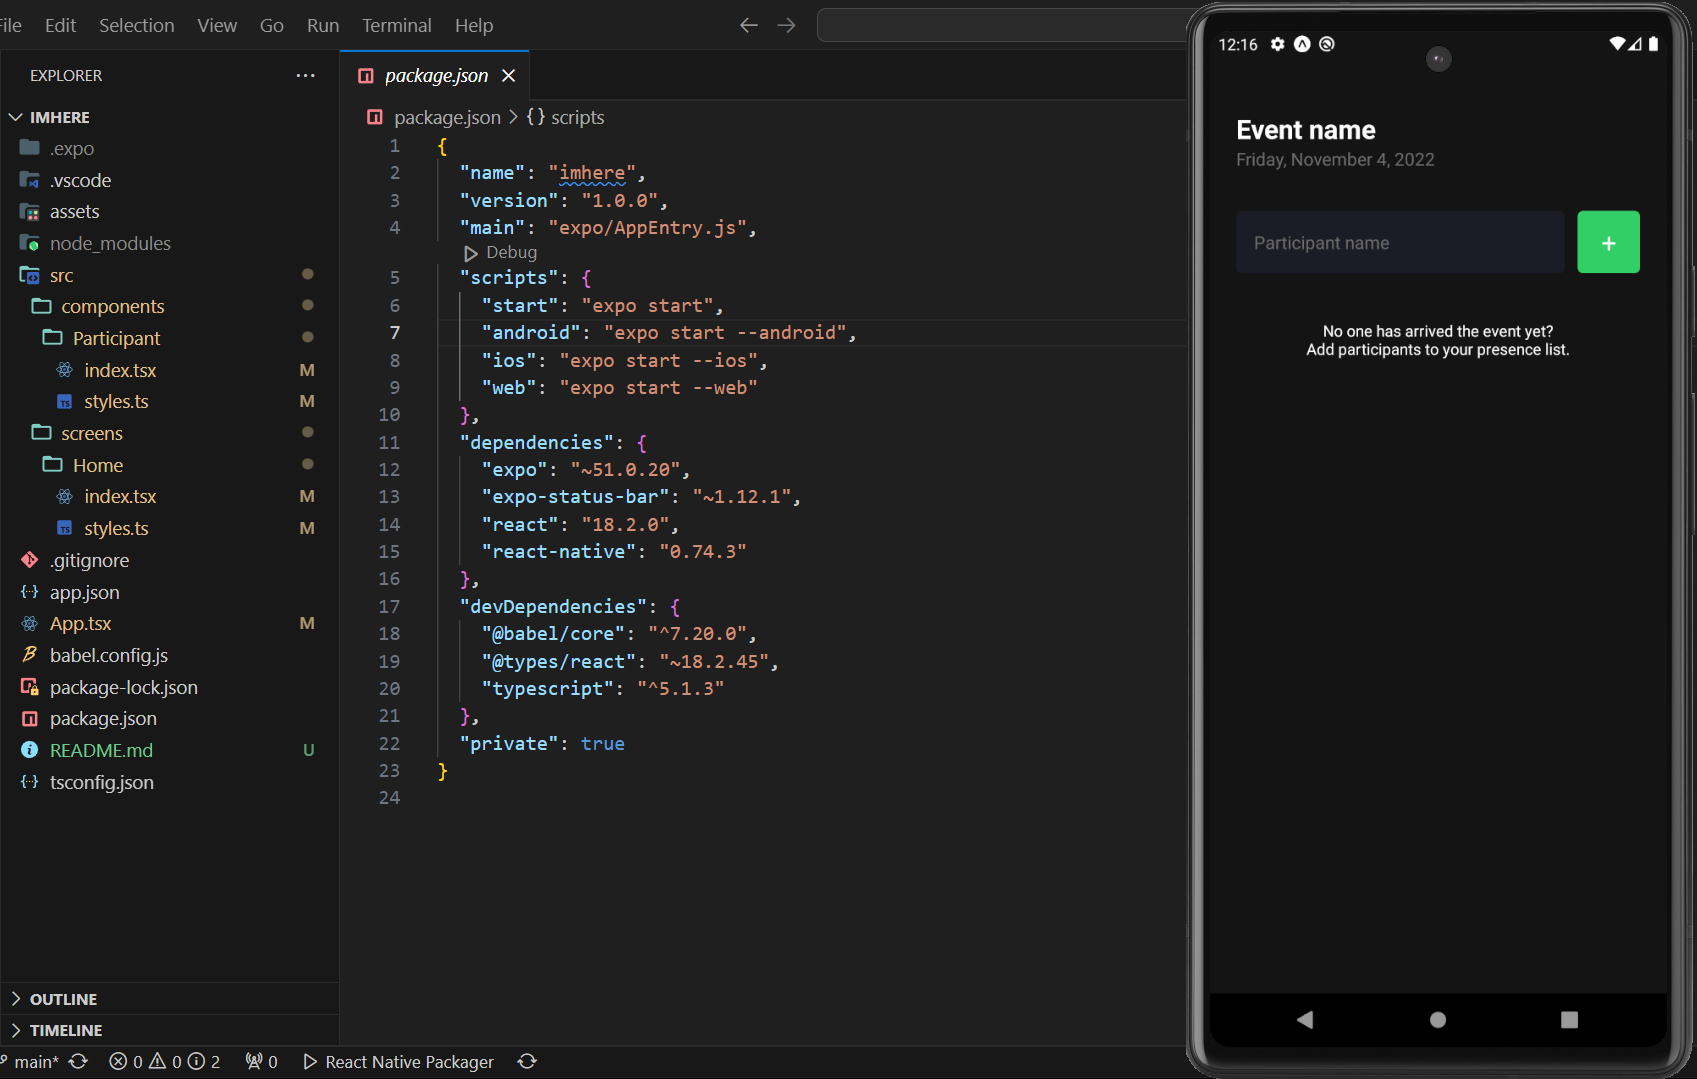 File Edit Selection View Go Run Terminal Help
EXPLORER
IMHERE
.expo
.vscode
assets
node_modules
src
components
Participant
index.tsx M
styles.ts M
screens
Home
index.tsx M
styles.ts M
.gitignore
app.json
App.tsx M
babel.config.js
package-lock.json
package.json
README.md U
tsconfig.json
OUTLINE
TIMELINE
package.json
package.json > {} scripts
1 {
2 "name": "imhere",
3 "version": "1.0.0",
4 "main": "expo/AppEntry.js",
Debug
5 "scripts": {
6 "start": "expo start",
7 "android": "expo start --android",
8 "ios": "expo start --ios",
9 "web": "expo start --web"
10 },
11 "dependencies": {
12 "expo": "~51.0.20",
13 "expo-status-bar": "~1.12.1",
14 "react": "18.2.0",
15 "react-native": "0.74.3"
16 },
17 "devDependencies": {
18 "@babel/core": "^7.20.0",
19 "@types/react": "~18.2.45",
20 "typescript": "^5.1.3"
21 },
22 "private": true
23 }
24
main* 0 0 2 0 React Native Packager
12:16
Event name
Friday, November 4, 2022
Participant name
+
No one has arrived the event yet?
Add participants to your presence list.